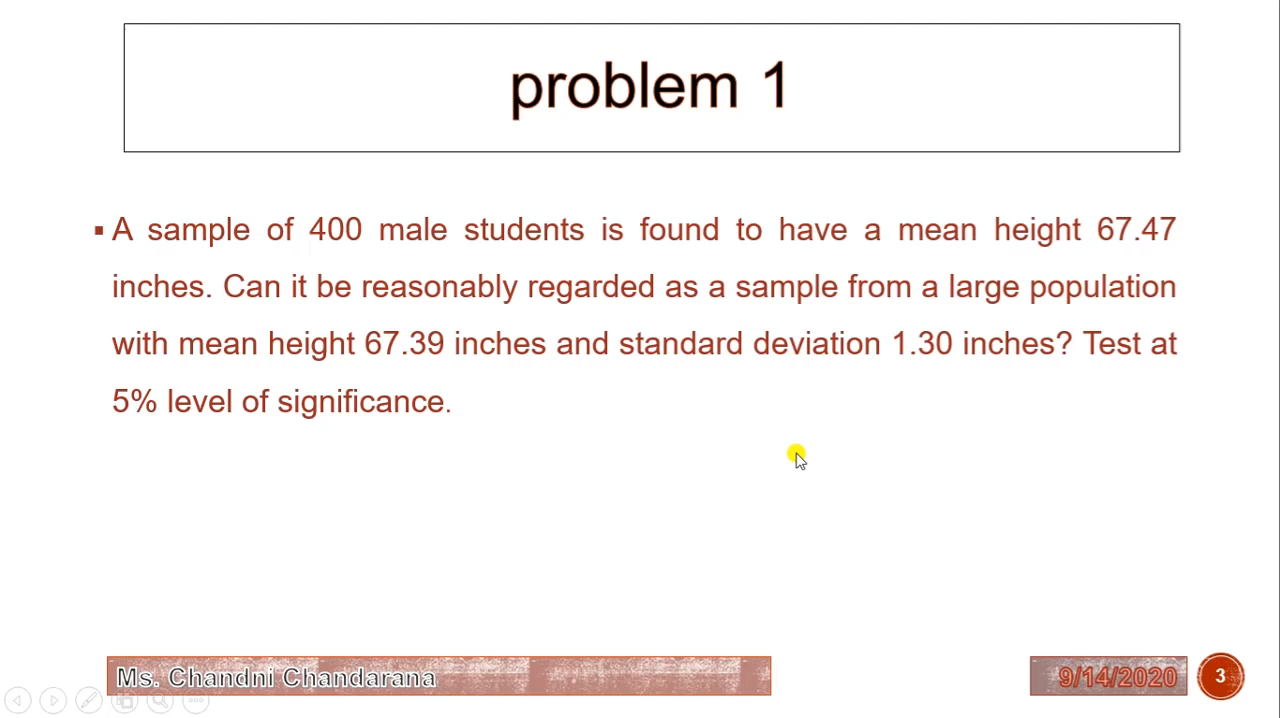 problem 1
▪ A sample of 400 male students is found to have a mean height 67.47
inches. Can it be reasonably regarded as a sample from a large population
with mean height 67.39 inches and standard deviation 1.30 inches? Test at
5% level of significance.
Ms. Chandni Chandarana
9/14/2020
3